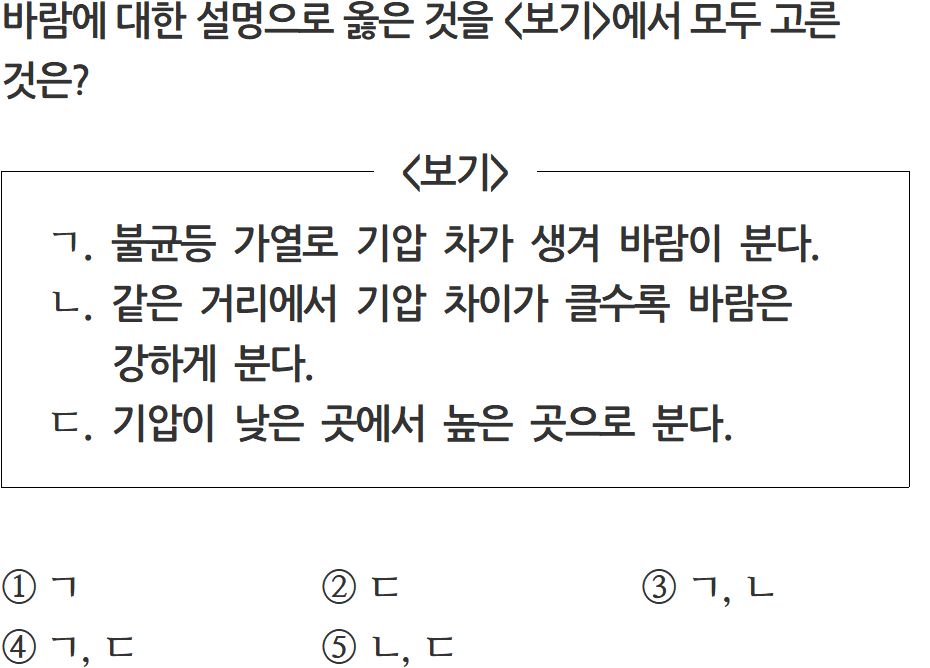 바람에 대한 설명으로 옳은 것을 <보기>에서 모두 고른
것은?
<보기>
ㄱ. 불균등 가열로 기압 차가 생겨 바람이 분다.
ㄴ. 같은 거리에서 기압 차이가 클수록 바람은
강하게 분다.
ㄷ. 기압이 낮은 곳에서 높은 곳으로 분다.
① ㄱ ② ㄷ ③ ㄱ, ㄴ
④ ㄱ, ㄷ ⑤ ㄴ, ㄷ